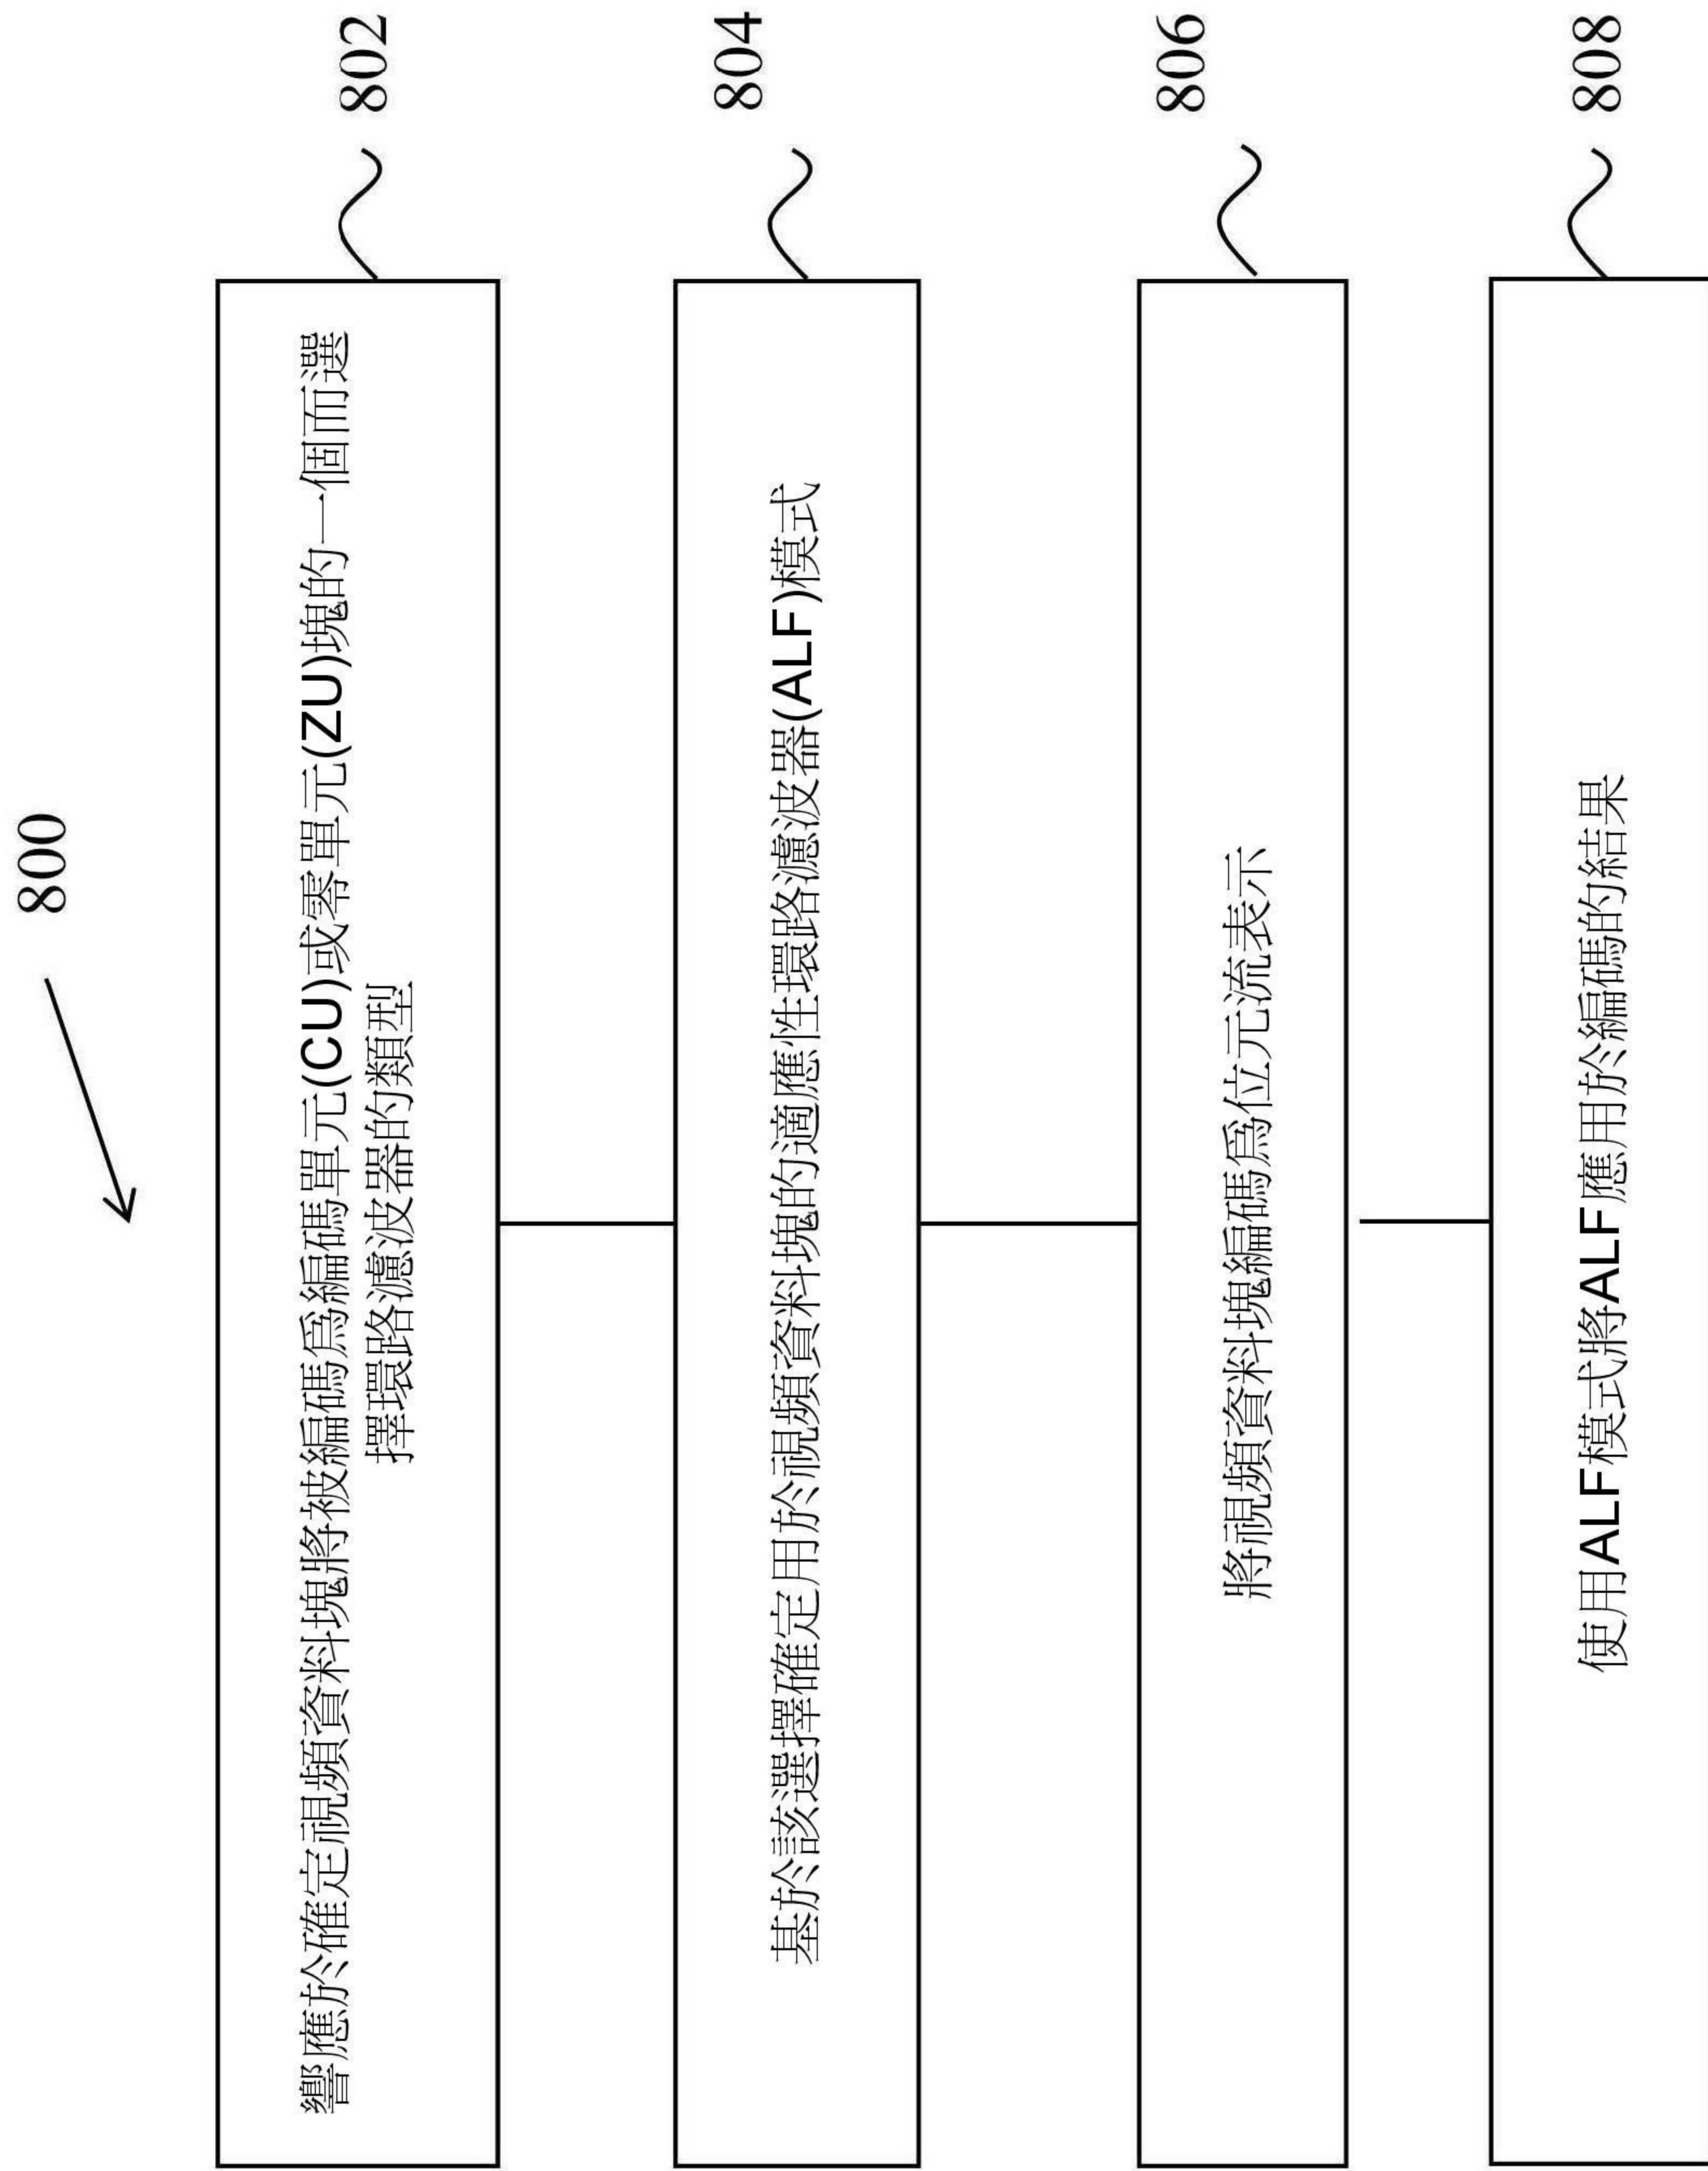 800
響應於確定視頻資料塊將被編碼爲編碼單元(CU)或零單元(ZU)塊的一個而選
擇環路濾波器的類型
802
基於該選擇確定用於視頻資料塊的適應性環路濾波器(ALF)模式
804
將視頻資料塊編碼爲位元流表示
806
使用ALF模式將ALF應用於編碼的結果
808